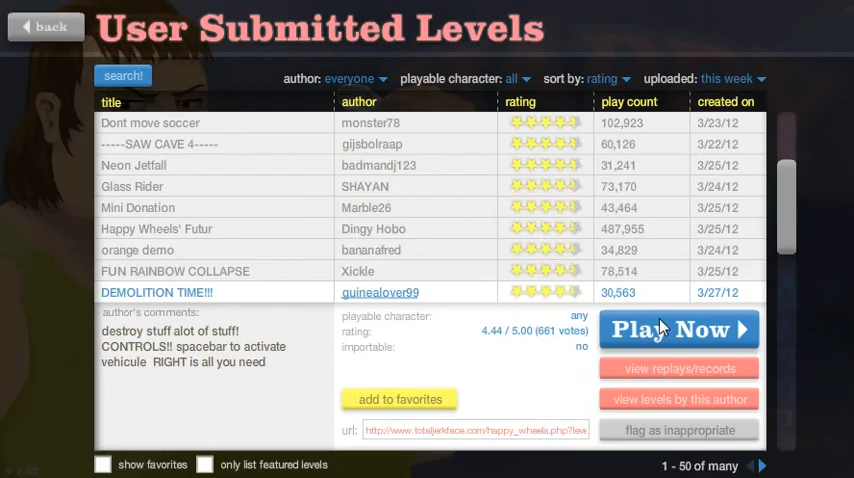 back
User Submitted Levels
search!
author: everyone playable character: all sort by: rating uploaded: this week
title author rating play count created on
Dont move soccer monster78 102,923 3/23/12
-----SAW CAVE 4----- gijsbolraap 60,126 3/22/12
Neon Jetfall badmandj123 31,241 3/25/12
Glass Rider SHAYAN 73,170 3/24/12
Mini Donation Marble26 43,464 3/25/12
Happy Wheels' Futur Dingy Hobo 487,955 3/25/12
orange demo bananafred 34,829 3/24/12
FUN RAINBOW COLLAPSE Xickle 78,514 3/25/12
DEMOLITION TIME!!! guinealover99 30,563 3/27/12
author's comments:
destroy stuff alot of stuff!
CONTROLS!! spacebar to activate
vehicule RIGHT is all you need
playable character: any
rating: 4.44 / 5.00 (661 votes)
importable: no
add to favorites
url: http://www.totaljerkface.com/happy_wheels.php?leve
Play Now
view replays/records
view levels by this author
flag as inappropriate
show favorites only list featured levels
1 - 50 of many